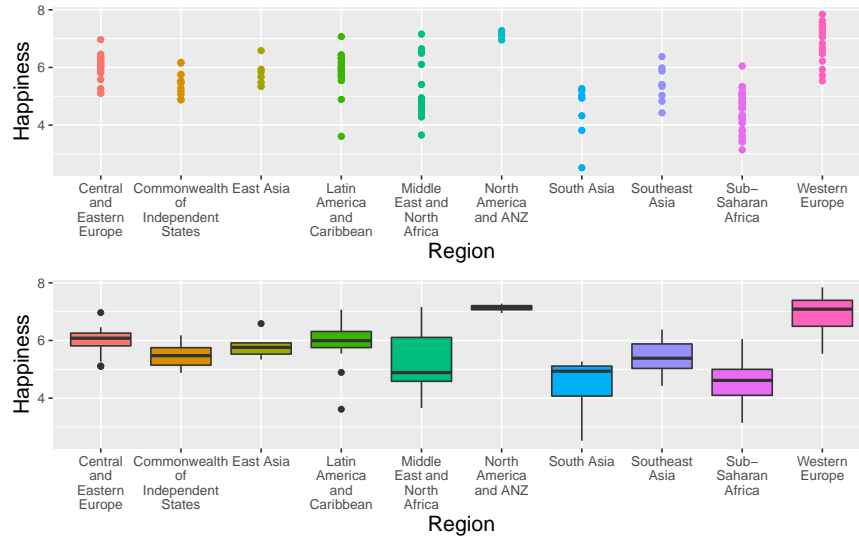 8
6
4
Happiness
Central
and
Eastern
Europe
Commonwealth
of
Independent
States
East Asia
Latin
America
and
Caribbean
Middle
East and
North
Africa
North
America
and ANZ
South Asia
Southeast
Asia
Sub−
Saharan
Africa
Western
Europe
Region
8
6
4
Happiness
Central
and
Eastern
Europe
Commonwealth
of
Independent
States
East Asia
Latin
America
and
Caribbean
Middle
East and
North
Africa
North
America
and ANZ
South Asia
Southeast
Asia
Sub−
Saharan
Africa
Western
Europe
Region